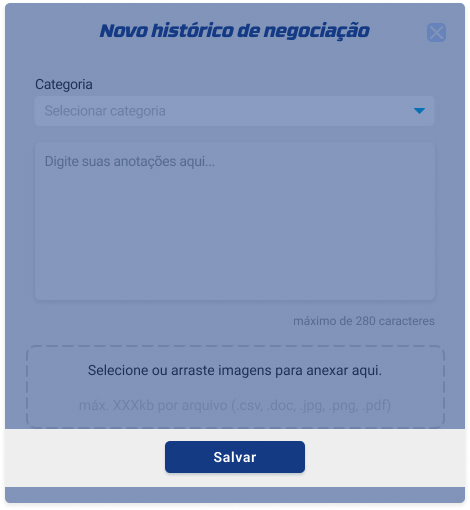 Novo histórico de negociação
Categoria
Selecionar categoria
Digite suas anotações aqui...
máximo de 280 caracteres
Selecione ou arraste imagens para anexar aqui.
máx. XXXkb por arquivo (.csv, .doc, .jpg, .png, .pdf)
Salvar